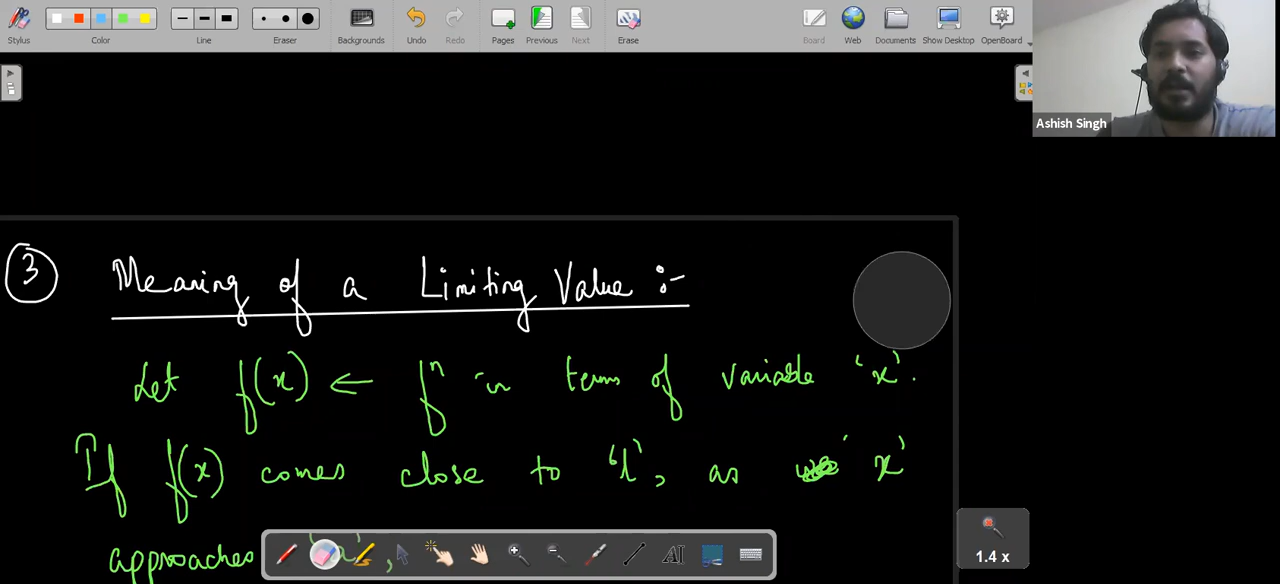 Stylus Color Line Eraser Backgrounds Undo Redo Pages Previous Next Erase Board Web Documents Show Desktop OpenBoard
Ashish Singh
3 Meaning of a Limiting Value :-
Let f(x) ← fⁿ in terms of variable 'x'.
If f(x) comes close to 'l', as 'x'
approaches 'a',
1.4 x